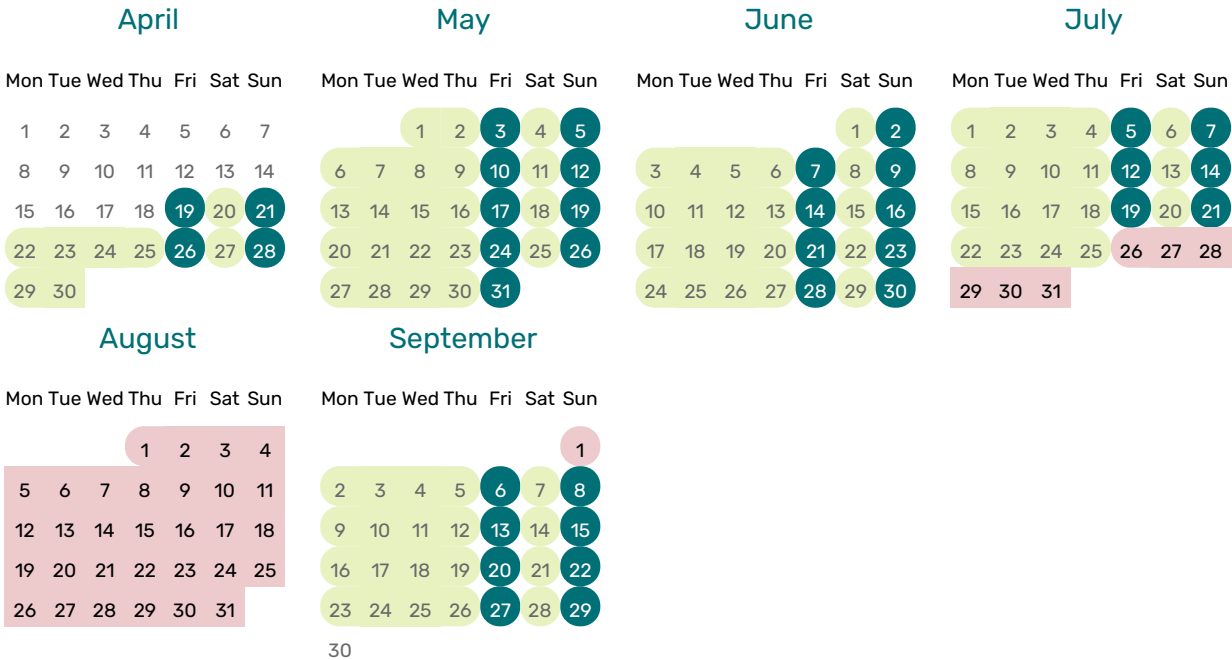 April May June July
Mon Tue Wed Thu Fri Sat Sun Mon Tue Wed Thu Fri Sat Sun Mon Tue Wed Thu Fri Sat Sun Mon Tue Wed Thu Fri Sat Sun
1 2 3 4 5 6 7 1 2 3 4 5 1 2 1 2 3 4 5 6 7
8 9 10 11 12 13 14 6 7 8 9 10 11 12 3 4 5 6 7 8 9 8 9 10 11 12 13 14
15 16 17 18 19 20 21 13 14 15 16 17 18 19 10 11 12 13 14 15 16 15 16 17 18 19 20 21
22 23 24 25 26 27 28 20 21 22 23 24 25 26 17 18 19 20 21 22 23 22 23 24 25 26 27 28
29 30 27 28 29 30 31 24 25 26 27 28 29 30 29 30 31
August September
Mon Tue Wed Thu Fri Sat Sun Mon Tue Wed Thu Fri Sat Sun
1 2 3 4 1
5 6 7 8 9 10 11 2 3 4 5 6 7 8
12 13 14 15 16 17 18 9 10 11 12 13 14 15
19 20 21 22 23 24 25 16 17 18 19 20 21 22
26 27 28 29 30 31 23 24 25 26 27 28 29
30